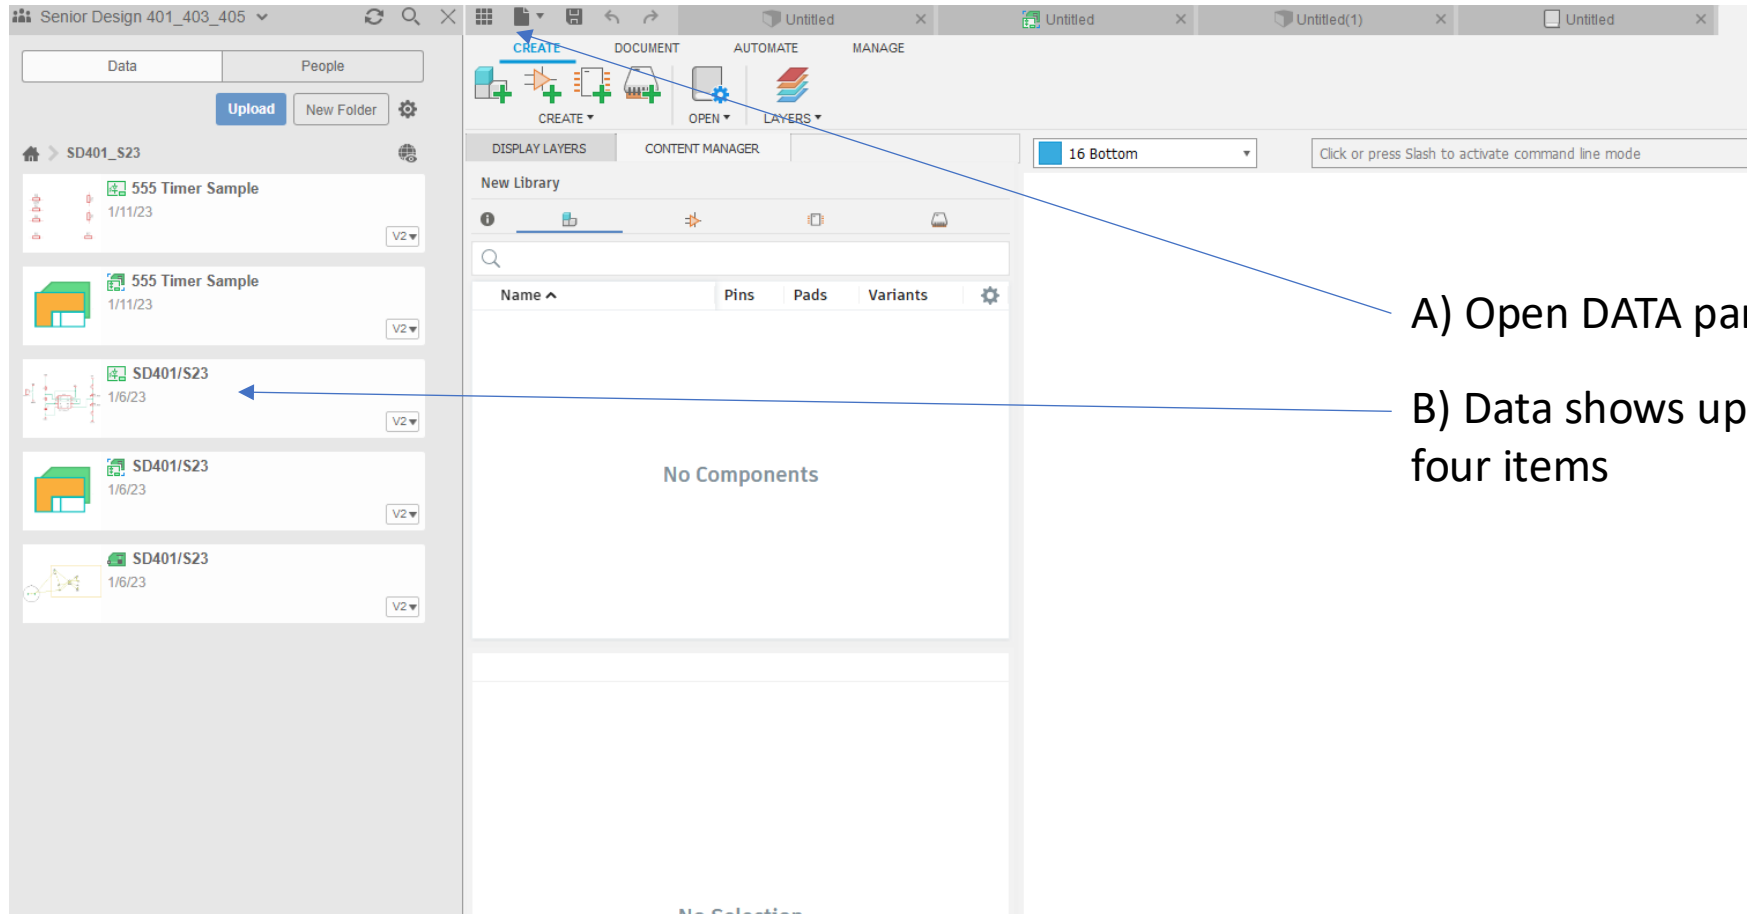 Senior Design 401_403_405
Untitled
Untitled
Untitled(1)
Untitled
Data
People
CREATE
DOCUMENT
AUTOMATE
MANAGE
Upload
New Folder
CREATE
OPEN
LAYERS
SD401_S23
DISPLAY LAYERS
CONTENT MANAGER
16 Bottom
Click or press Slash to activate command line mode
555 Timer Sample
1/11/23
V2
555 Timer Sample
1/11/23
V2
SD401/S23
1/6/23
V2
SD401/S23
1/6/23
V2
SD401/S23
1/6/23
V2
New Library
Name
Pins
Pads
Variants
No Components
No Selection
A) Open DATA
B) Data shows up
four items